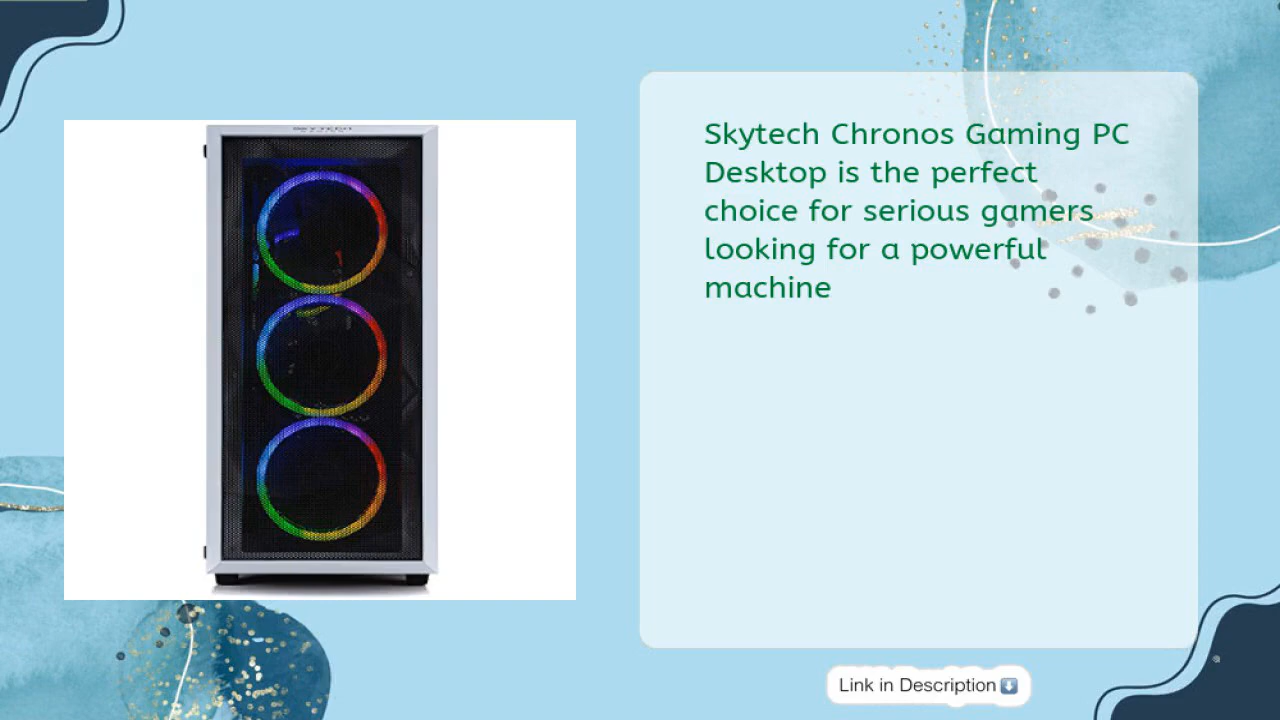 SKYTECH
Skytech Chronos Gaming PC
Desktop is the perfect
choice for serious gamers
looking for a powerful
machine
Link in Description